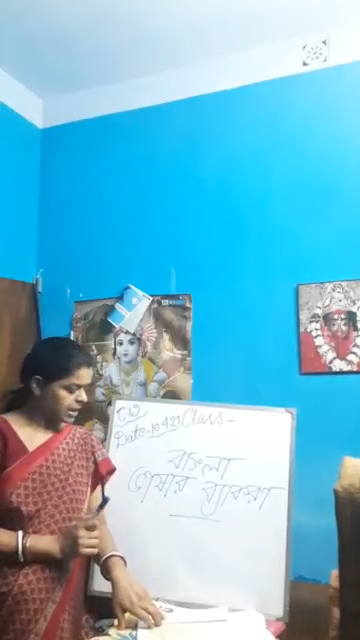 C.W
Date-10.4.21 Class-
বাংলা
ভাষার ব্যাকরণ